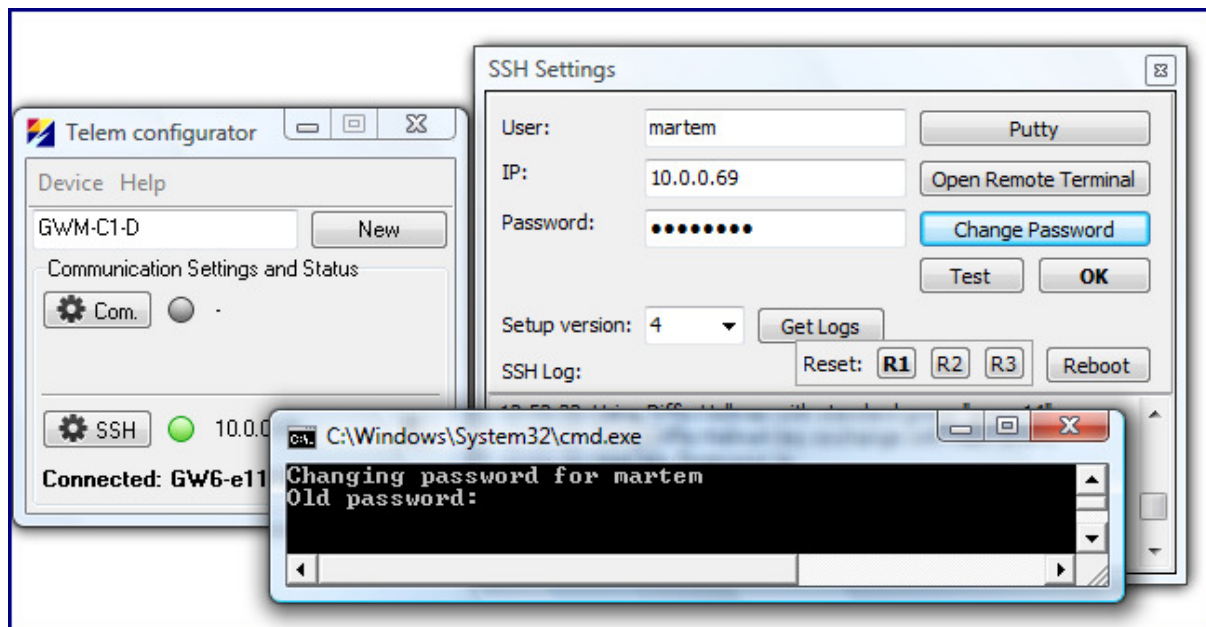 Telem configurator
Device Help
GWM-C1-D
New
Communication Settings and Status
Com.
-
SSH
10.0.0
Connected: GW6-e11
SSH Settings
User:
martem
Putty
IP:
10.0.0.69
Open Remote Terminal
Password:
••••••••
Change Password
Test
OK
Setup version:
4
Get Logs
SSH Log:
Reset: R1 R2 R3
Reboot
C:\Windows\System32\cmd.exe
Changing password for martem
Old password: